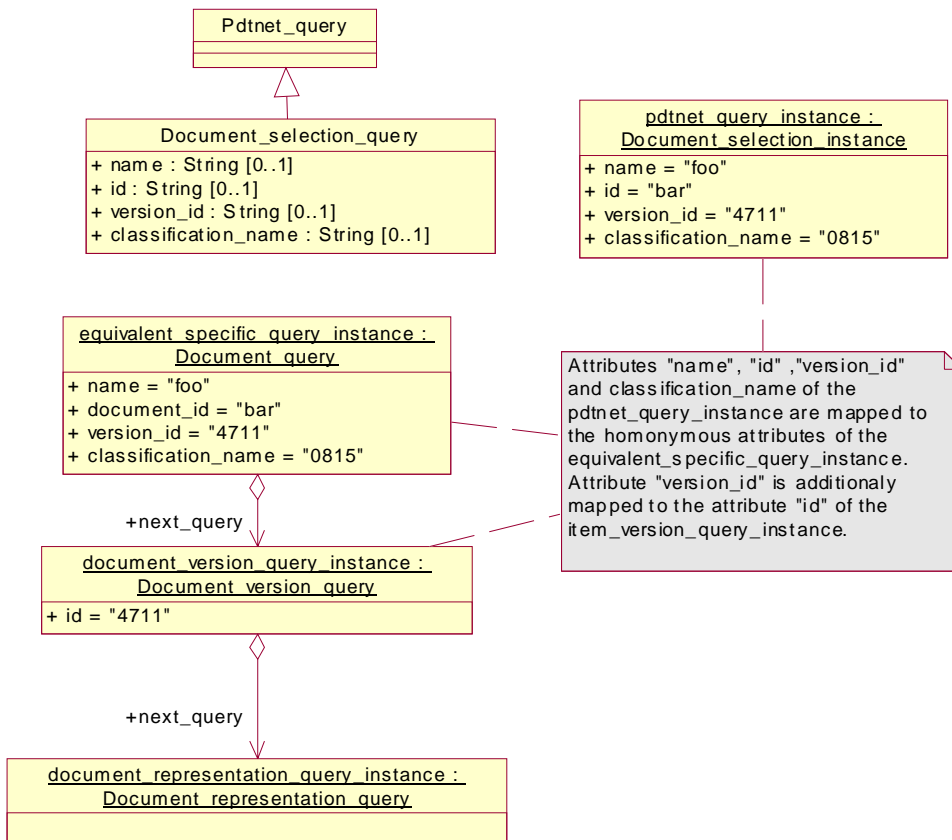 Pdtnet_query
Document_selection_query
+ name : String [0..1]
+ id : String [0..1]
+ version_id : String [0..1]
+ classification_name : String [0..1]
pdtnet_query_instance :
Document_selection_instance
+ name = "foo"
+ id = "bar"
+ version_id = "4711"
+ classification_name = "0815"
equivalent_specific_query_instance :
Document_query
+ name = "foo"
+ document_id = "bar"
+ version_id = "4711"
+ classification_name = "0815"
Attributes "name", "id" ,"version_id"
and classification_name of the
pdtnet_query_instance are mapped to
the homonymous attributes of the
equivalent_specific_query_instance.
Attribute "version_id" is additionaly
mapped to the attribute "id" of the
item_version_query_instance.
+next_query
document_version_query_instance :
Document_version_query
+ id = "4711"
+next_query
document_representation_query_instance :
Document_representation_query